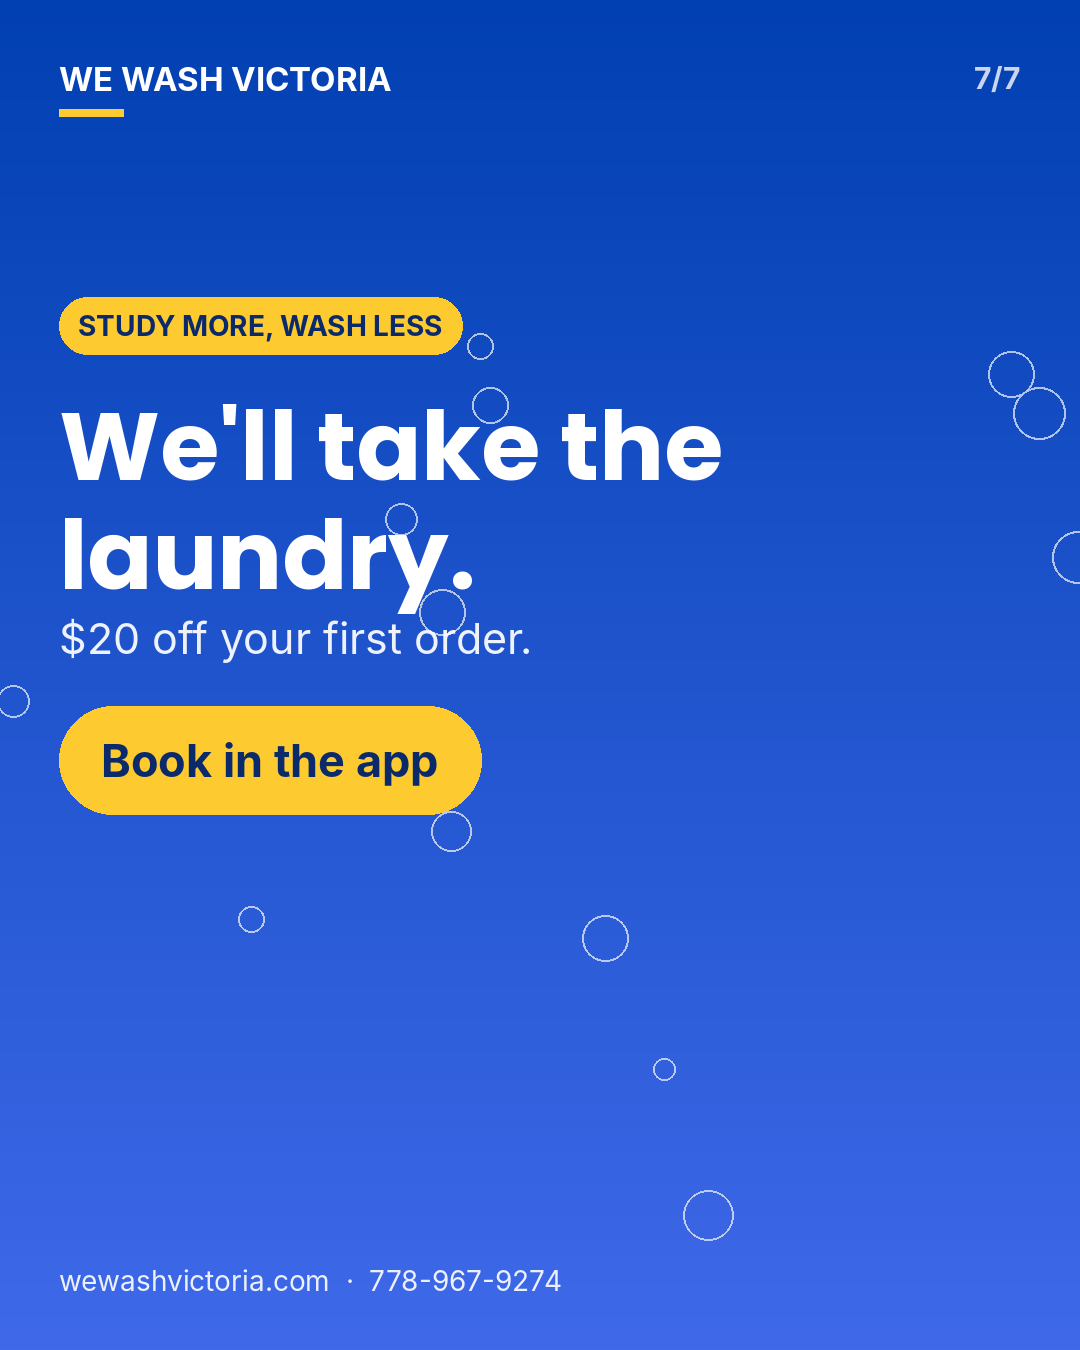 WE WASH VICTORIA
7/7
STUDY MORE, WASH LESS
We'll take the
laundry.
$20 off your first order.
Book in the app
wewashvictoria.com · 778-967-9274